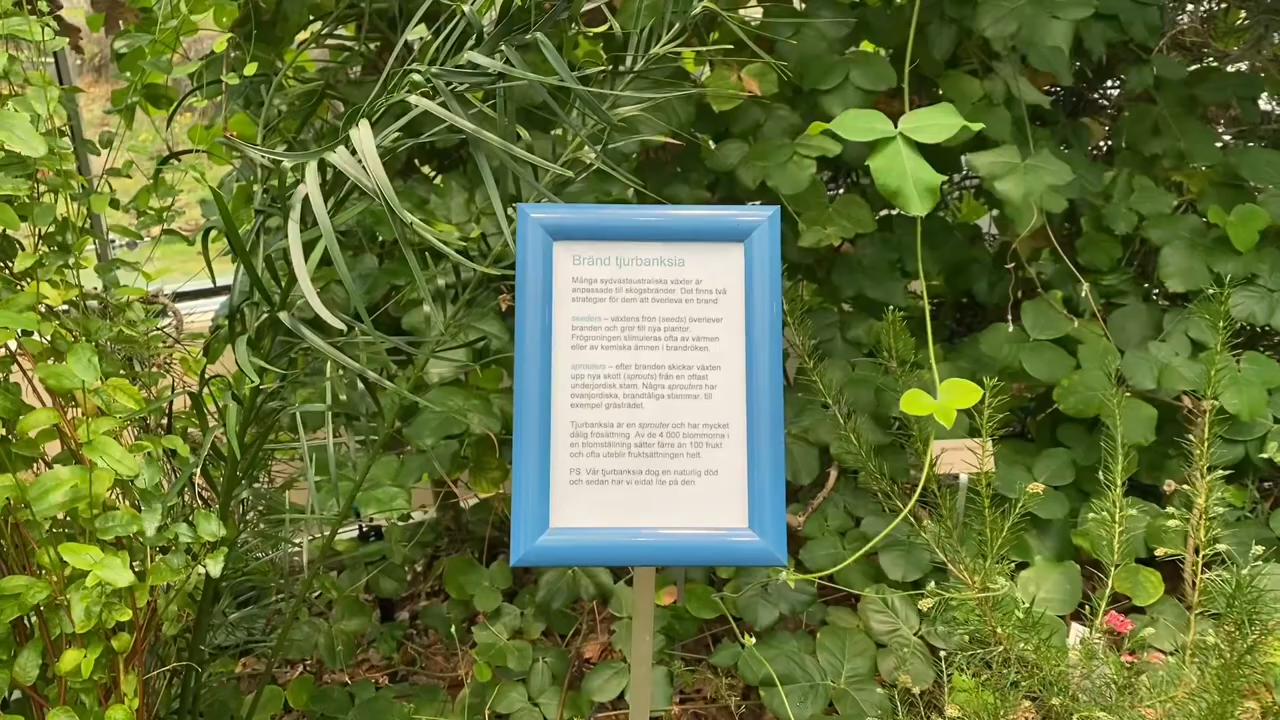 Bränd tjurbanksia
Många sydvästaustraliska växter är
anpassade till skogsbränder. Det finns två
strategier för dem att överleva en brand
seeders – växtens frön (seeds) överlever
branden och gror till nya plantor.
Frögroningen stimuleras ofta av värmen
eller av kemiska ämnen i brandröken.
sprouters – efter branden skickar växten
upp nya skott (sprouts) från en oftast
underjordisk stam. Några sprouters har
ovanjordiska, brandtåliga stammar, till
exempel grästrädet.
Tjurbanksia är en sprouter och har mycket
dålig frösättning. Av de 4 000 blommorna i
en blomställning sätter färre än 100 frukt
och ofta uteblir fruktsättningen helt.
PS. Vår tjurbanksia dog en naturlig död
och sedan har vi eldat lite på den.